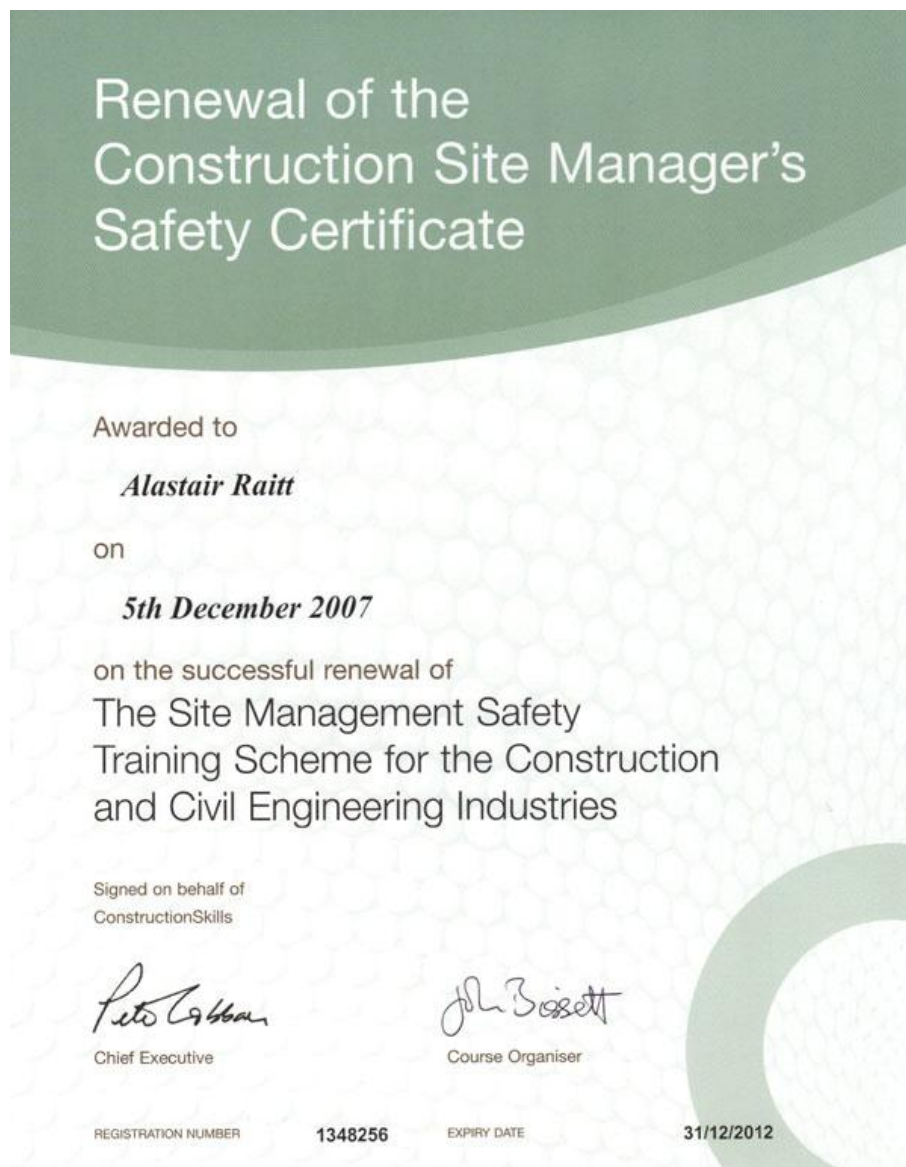 Renewal of the
Construction Site Manager's
Safety Certificate
Awarded to
Alastair Raitt
on
5th December 2007
on the successful renewal of
The Site Management Safety
Training Scheme for the Construction
and Civil Engineering Industries
Signed on behalf of
ConstructionSkills
John Bissett
Chief Executive Course Organiser
REGISTRATION NUMBER 1348256 EXPIRY DATE 31/12/2012